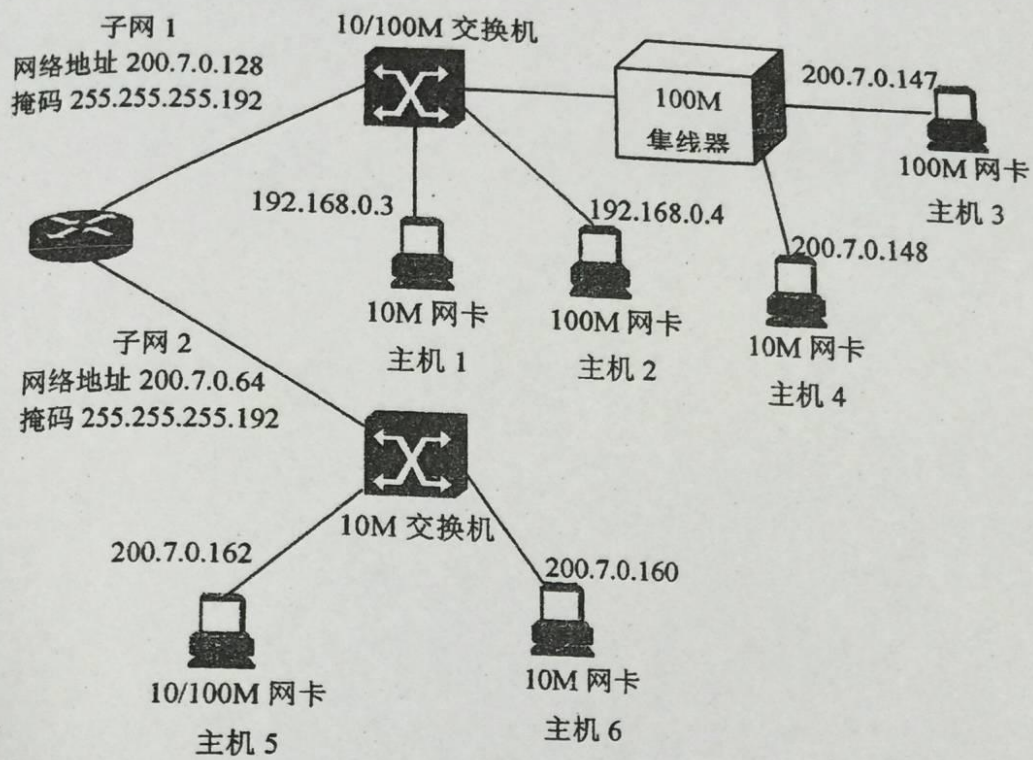 子网 1
网络地址 200.7.0.128
掩码 255.255.255.192
10/100M 交换机
100M
集线器
200.7.0.147
100M 网卡
主机 3
192.168.0.3
10M 网卡
主机 1
192.168.0.4
100M 网卡
主机 2
200.7.0.148
10M 网卡
主机 4
子网 2
网络地址 200.7.0.64
掩码 255.255.255.192
10M 交换机
200.7.0.162
10/100M 网卡
主机 5
200.7.0.160
10M 网卡
主机 6